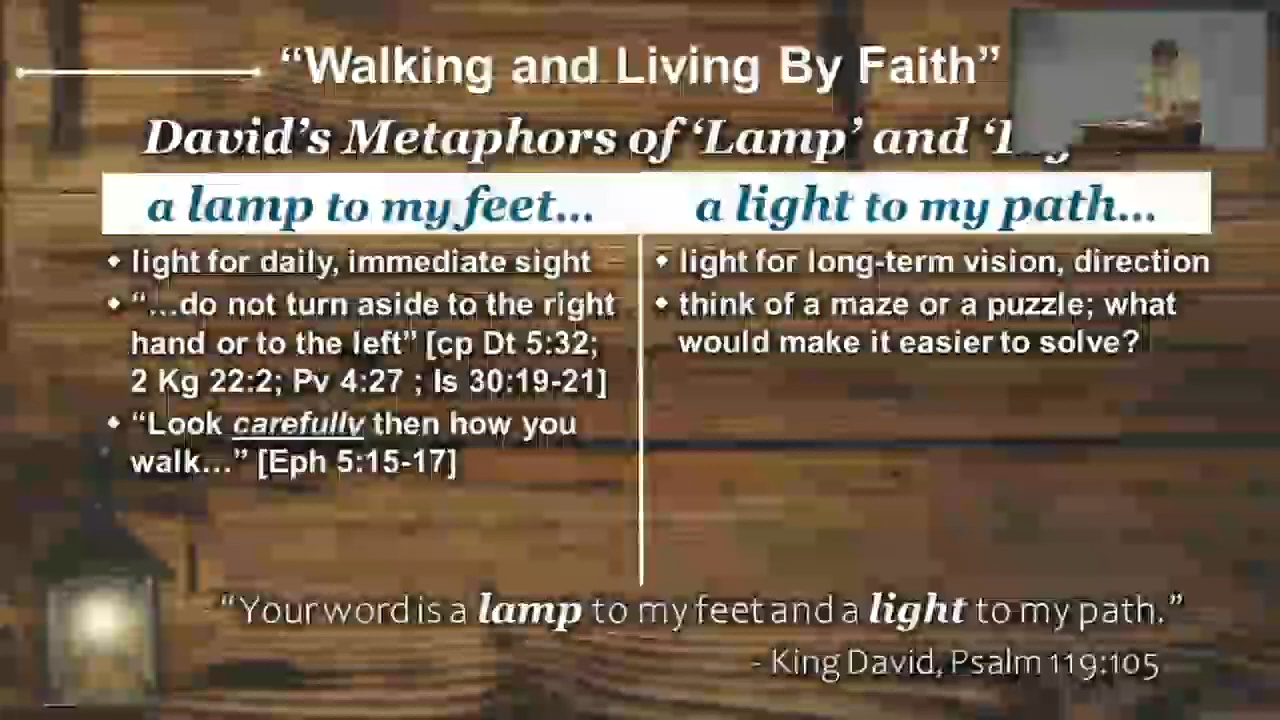 “Walking and Living By Faith”
David’s Metaphors of ‘Lamp’ and
a lamp to my feet...
• light for daily, immediate sight
• “...do not turn aside to the right
hand or to the left” [cp Dt 5:32;
2 Kg 22:2; Pv 4:27 ; Is 30:19-21]
• “Look carefully then how you
walk...” [Eph 5:15-17]
a light to my path...
• light for long-term vision, direction
• think of a maze or a puzzle; what
would make it easier to solve?
“Your word is a lamp to my feet and a light to my path.”
- King David, Psalm 119:105